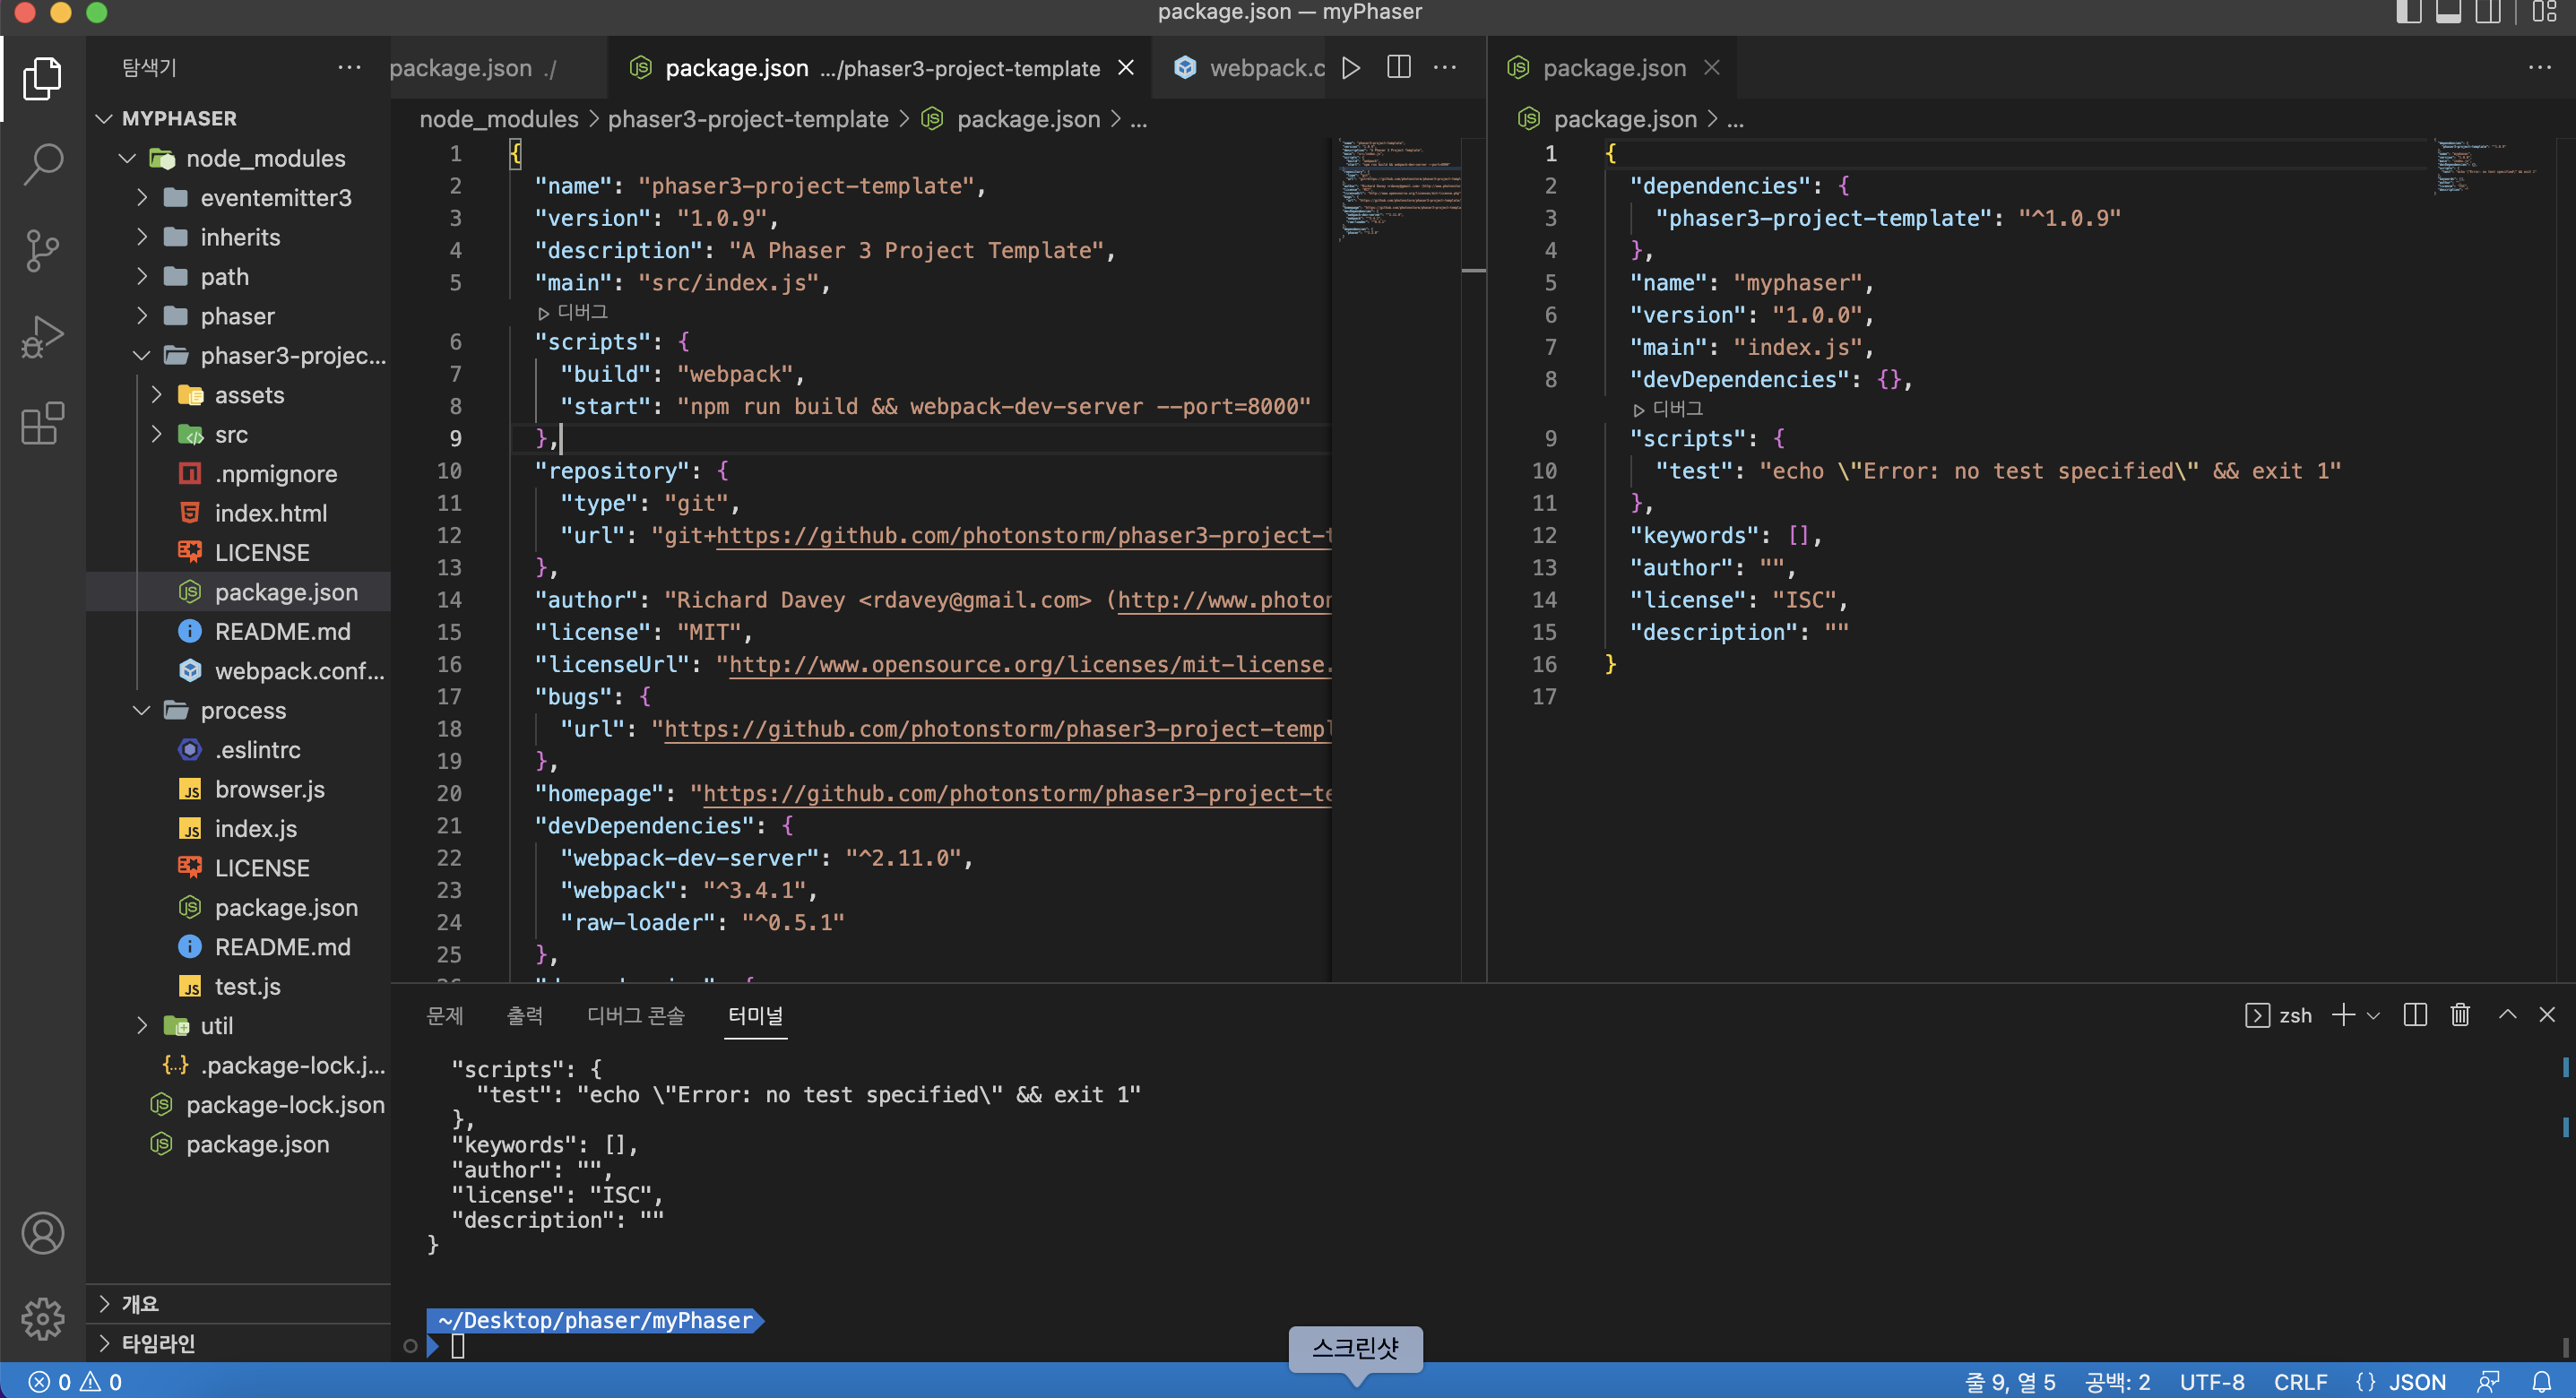 package.json — myPhaser
탐색기
package.json ./
package.json .../phaser3-project-template
webpack.c
package.json
MYPHASER
node_modules
eventemitter3
inherits
path
phaser
phaser3-projec...
assets
src
.npmignore
index.html
LICENSE
package.json
README.md
webpack.conf...
process
.eslintrc
browser.js
index.js
LICENSE
package.json
README.md
test.js
util
.package-lock.j...
package-lock.json
package.json
개요
타임라인
node_modules > phaser3-project-template > package.json > ...
1 {
2 "name": "phaser3-project-template",
3 "version": "1.0.9",
4 "description": "A Phaser 3 Project Template",
5 "main": "src/index.js",
디버그
6 "scripts": {
7 "build": "webpack",
8 "start": "npm run build && webpack-dev-server --port=8000"
9 },
10 "repository": {
11 "type": "git",
12 "url": "git+https://github.com/photonstorm/phaser3-project-t
13 },
14 "author": "Richard Davey <rdavey@gmail.com> (http://www.photon
15 "license": "MIT",
16 "licenseUrl": "http://www.opensource.org/licenses/mit-license.
17 "bugs": {
18 "url": "https://github.com/photonstorm/phaser3-project-templ
19 },
20 "homepage": "https://github.com/photonstorm/phaser3-project-te
21 "devDependencies": {
22 "webpack-dev-server": "^2.11.0",
23 "webpack": "^3.4.1",
24 "raw-loader": "^0.5.1"
25 },
package.json > ...
1 {
2 "dependencies": {
3 "phaser3-project-template": "^1.0.9"
4 },
5 "name": "myphaser",
6 "version": "1.0.0",
7 "main": "index.js",
8 "devDependencies": {},
디버그
9 "scripts": {
10 "test": "echo \"Error: no test specified\" && exit 1"
11 },
12 "keywords": [],
13 "author": "",
14 "license": "ISC",
15 "description": ""
16 }
17
문제 출력 디버그 콘솔 터미널
zsh
"scripts": {
"test": "echo \"Error: no test specified\" && exit 1"
},
"keywords": [],
"author": "",
"license": "ISC",
"description": ""
}
~/Desktop/phaser/myPhaser
스크린샷
0 0
줄 9, 열 5 공백: 2 UTF-8 CRLF {} JSON